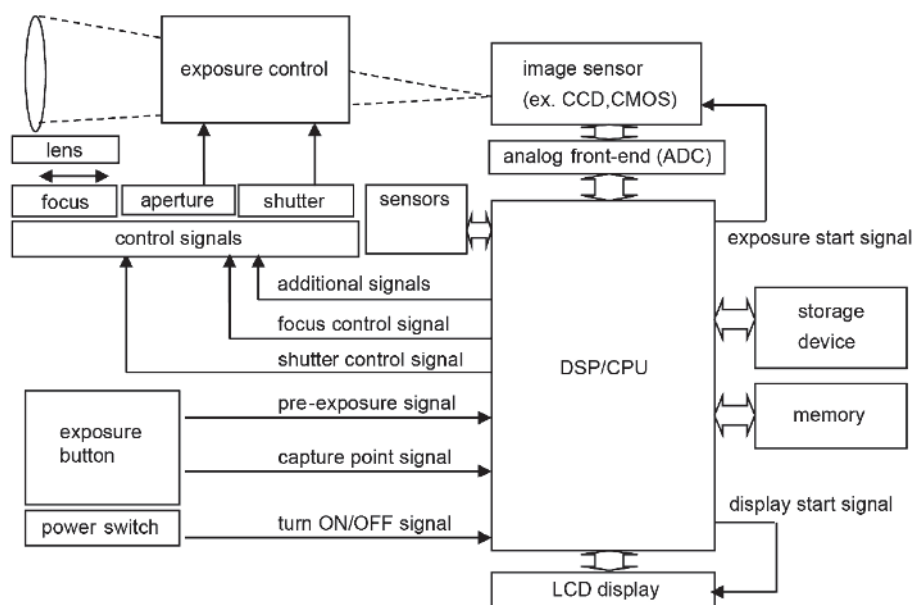 exposure control
image sensor
(ex. CCD,CMOS)
lens
analog front-end (ADC)
focus
aperture
shutter
sensors
control signals
exposure start signal
additional signals
focus control signal
shutter control signal
storage
device
DSP/CPU
pre-exposure signal
exposure
button
memory
capture point signal
display start signal
power switch
turn ON/OFF signal
LCD display